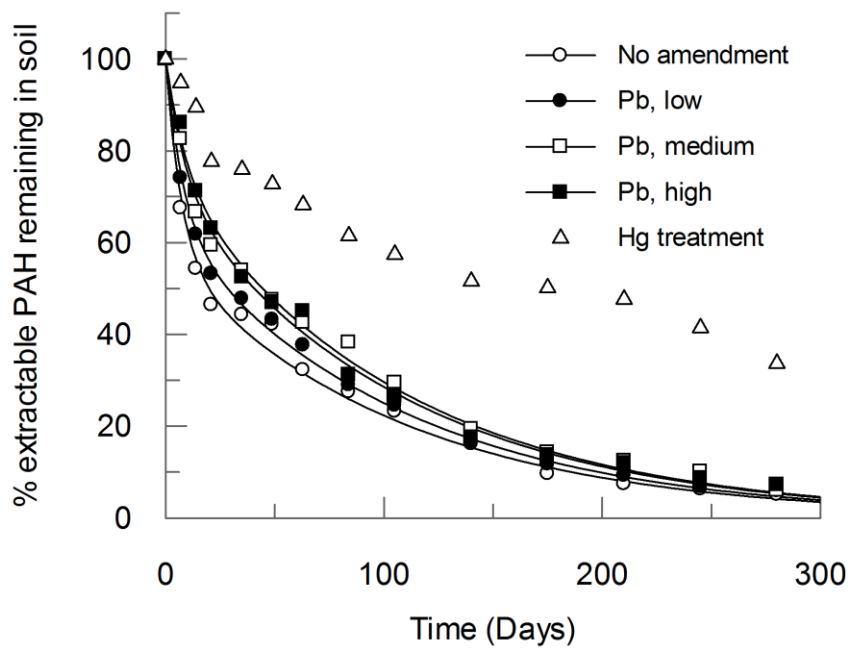 % extractable PAH remaining in soil
100
80
60
40
20
0
No amendment
Pb, low
Pb, medium
Pb, high
Hg treatment
0 100 200 300
Time (Days)